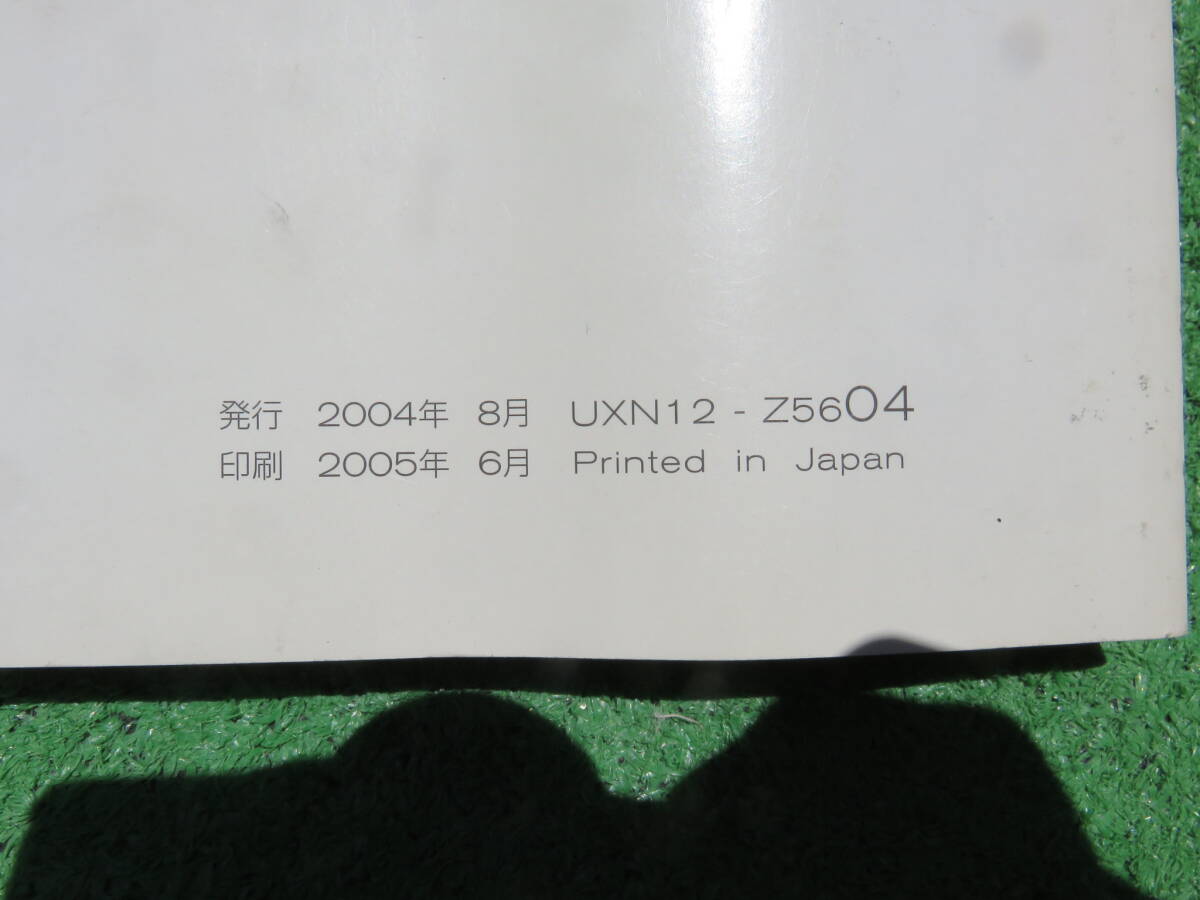 発行 2004年 8月 UXN12 - Z5604
印刷 2005年 6月 Printed in Japan